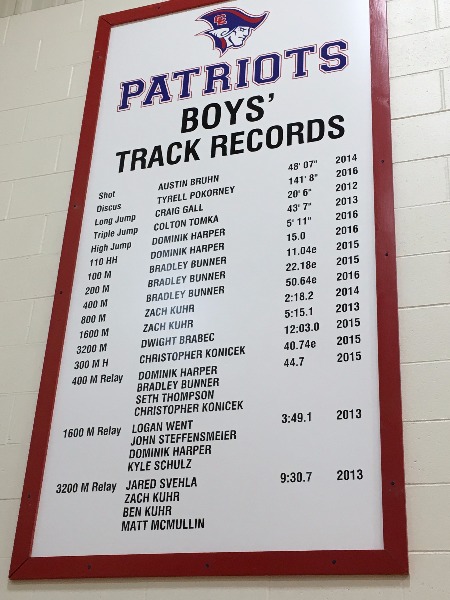 CC
PATRIOTS
BOYS'
TRACK RECORDS
Shot AUSTIN BRUHN 48' 07" 2014
Discus TYRELL POKORNEY 141' 8" 2016
Long Jump CRAIG GALL 20' 6" 2012
Triple Jump COLTON TOMKA 43' 7" 2013
High Jump DOMINIK HARPER 5' 11" 2016
110 HH DOMINIK HARPER 15.0 2016
100 M BRADLEY BUNNER 11.04e 2015
200 M BRADLEY BUNNER 22.18e 2015
400 M BRADLEY BUNNER 50.64e 2016
800 M ZACH KUHR 2:18.2 2014
1600 M ZACH KUHR 5:15.1 2013
3200 M DWIGHT BRABEC 12:03.0 2015
300 M H CHRISTOPHER KONICEK 40.74e 2015
400 M Relay DOMINIK HARPER 44.7 2015
BRADLEY BUNNER
SETH THOMPSON
CHRISTOPHER KONICEK
1600 M Relay LOGAN WENT 3:49.1 2013
JOHN STEFFENSMEIER
DOMINIK HARPER
KYLE SCHULZ
3200 M Relay JARED SVEHLA 9:30.7 2013
ZACH KUHR
BEN KUHR
MATT MCMULLIN